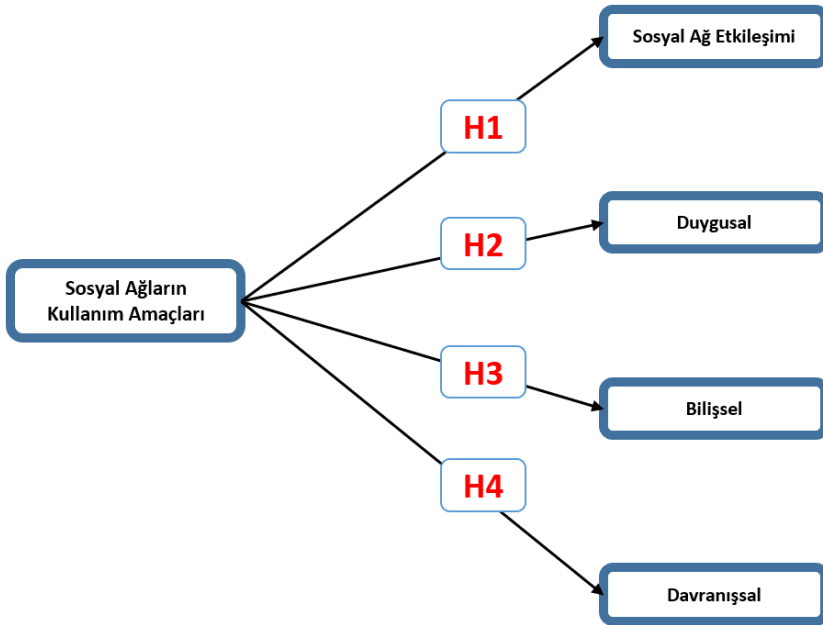 Sosyal Ağ Etkileşimi
H1
H2
Duygusal
Sosyal Ağların
Kullanım Amaçları
H3
Bilişsel
H4
Davranışsal